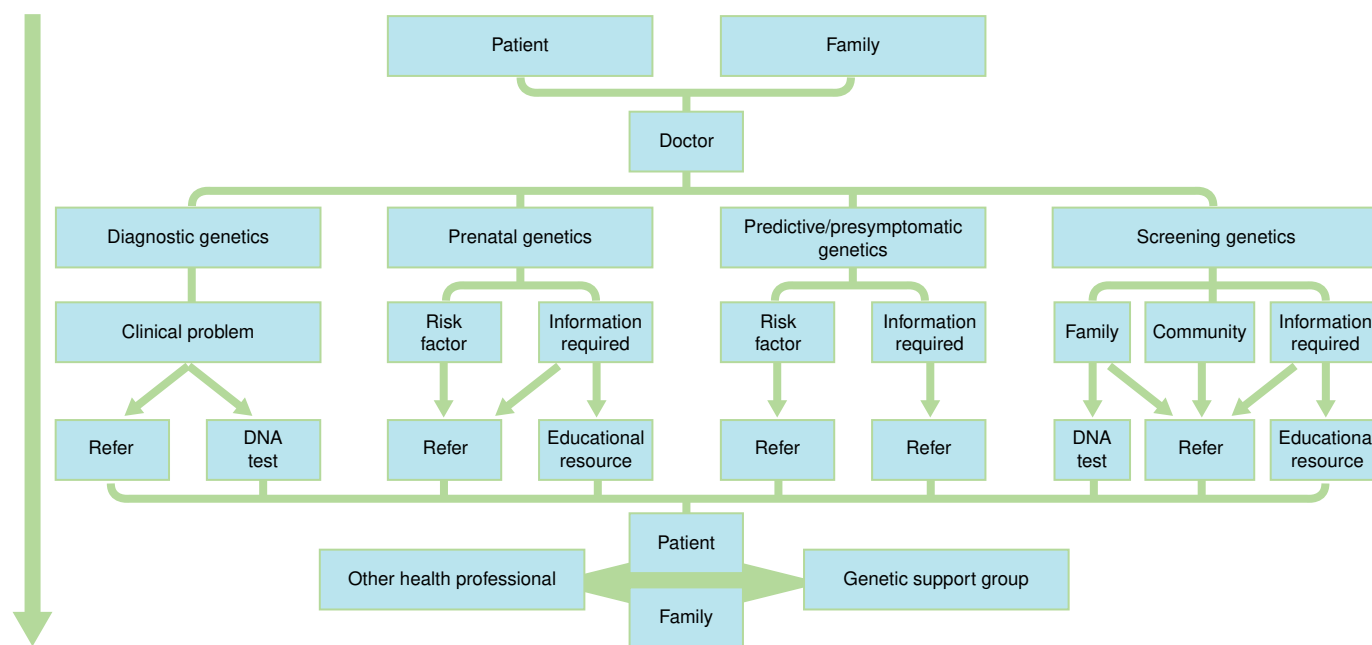 Patient
Family
Doctor
Diagnostic genetics
Prenatal genetics
Predictive/presymptomatic
genetics
Screening genetics
Clinical problem
Risk
factor
Information
required
Risk
factor
Information
required
Family
Community
Information
required
Refer
DNA
test
Refer
Educational
resource
Refer
Refer
DNA
test
Refer
Educational
resource
Patient
Other health professional
Genetic support group
Family